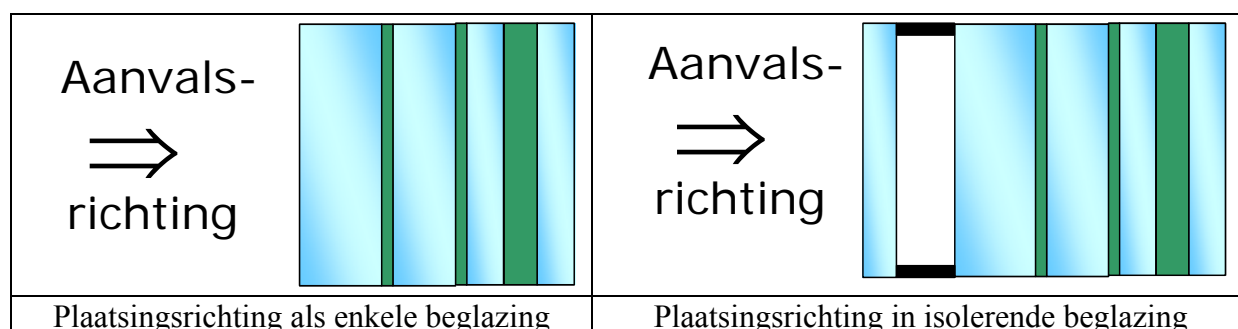 Aanvals-
richting
Aanvals-
richting
Plaatsingsrichting als enkele beglazing
Plaatsingsrichting in isolerende beglazing